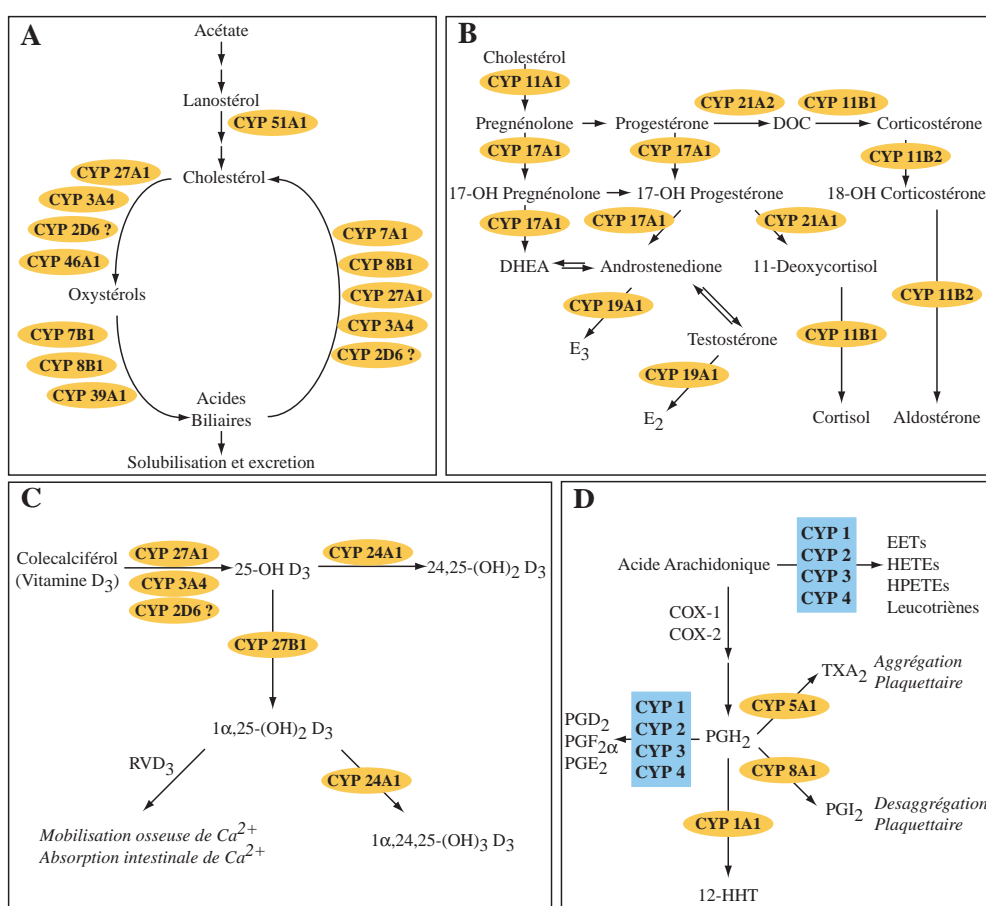 A
Acétate
Lanostérol
CYP 51A1
CYP 27A1
Cholestérol
CYP 3A4
CYP 2D6 ?
CYP 46A1
Oxystérols
CYP 7A1
CYP 8B1
CYP 27A1
CYP 3A4
CYP 2D6 ?
CYP 7B1
CYP 8B1
CYP 39A1
Acides
Biliaires
Solubilisation et excretion
B
Cholestérol
CYP 11A1
CYP 21A2
CYP 11B1
Pregnénolone
Progestérone
DOC
Corticostérone
CYP 17A1
CYP 17A1
CYP 11B2
17-OH Pregnénolone
17-OH Progestérone
18-OH Corticostérone
CYP 17A1
CYP 17A1
CYP 21A1
DHEA
Androstenedione
11-Deoxycortisol
CYP 19A1
CYP 11B2
E3
Testostérone
CYP 11B1
CYP 19A1
E2
Cortisol
Aldostérone
C
Colecalciférol
(Vitamine D3)
CYP 27A1
CYP 3A4
CYP 2D6 ?
25-OH D3
CYP 24A1
24,25-(OH)2 D3
CYP 27B1
1α,25-(OH)2 D3
RVD3
CYP 24A1
Mobilisation osseuse de Ca2+
Absorption intestinale de Ca2+
1α,24,25-(OH)3 D3
D
Acide Arachidonique
CYP 1
CYP 2
CYP 3
CYP 4
EETs
HETEs
HPETEs
Leucotriènes
COX-1
COX-2
TXA2
Aggrégation
Plaquettaire
CYP 5A1
PGD2
PGF2α
PGE2
CYP 1
CYP 2
CYP 3
CYP 4
PGH2
CYP 8A1
PGI2
Desaggrégation
Plaquettaire
CYP 1A1
12-HHT